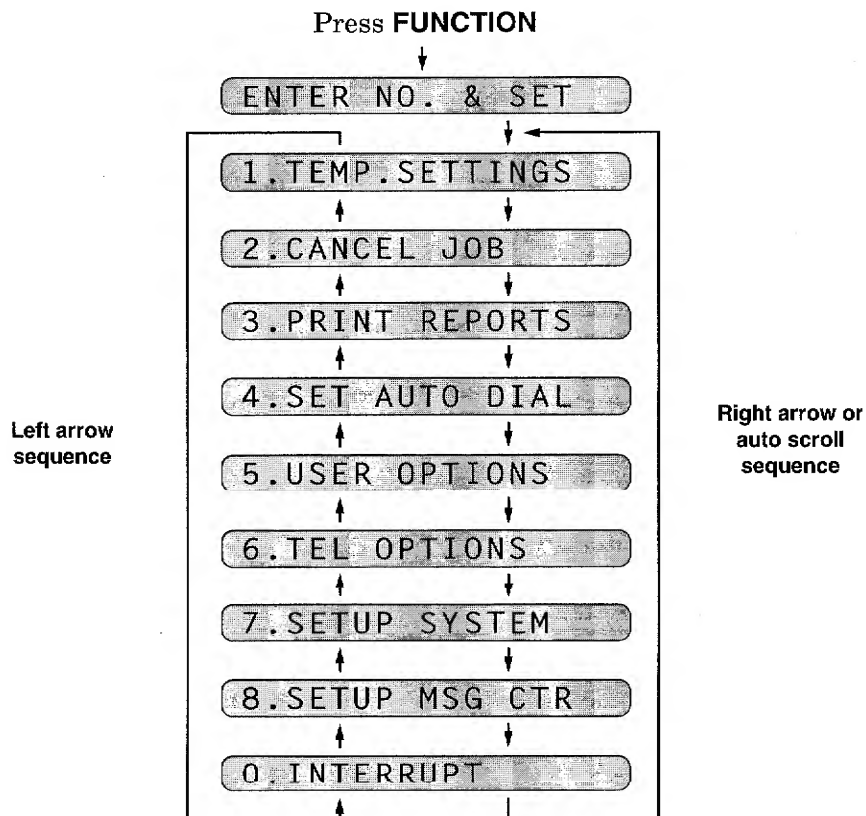 Press FUNCTION
ENTER NO. & SET
1.TEMP.SETTINGS
2.CANCEL JOB
3.PRINT REPORTS
4.SET AUTO DIAL
Left arrow
sequence
Right arrow or
auto scroll
sequence
5.USER OPTIONS
6.TEL OPTIONS
7.SETUP SYSTEM
8.SETUP MSG CTR
0.INTERRUPT